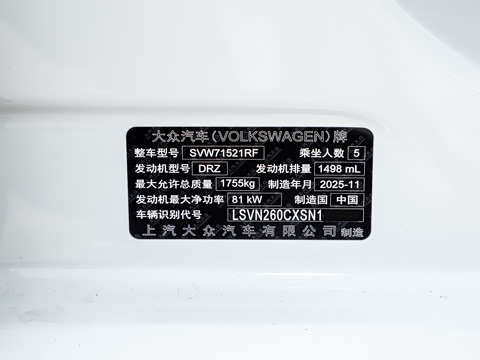 大众汽车(VOLKSWAGEN)牌
整车型号 SVW71521RF 乘坐人数 5
发动机型号 DRZ 发动机排量 1498 mL
最大允许总质量 1755kg 制造年月 2025-11
发动机最大净功率 81 kW 制造国 中国
车辆识别代号 LSVN260CXSN1
上汽大众汽车有限公司 制造